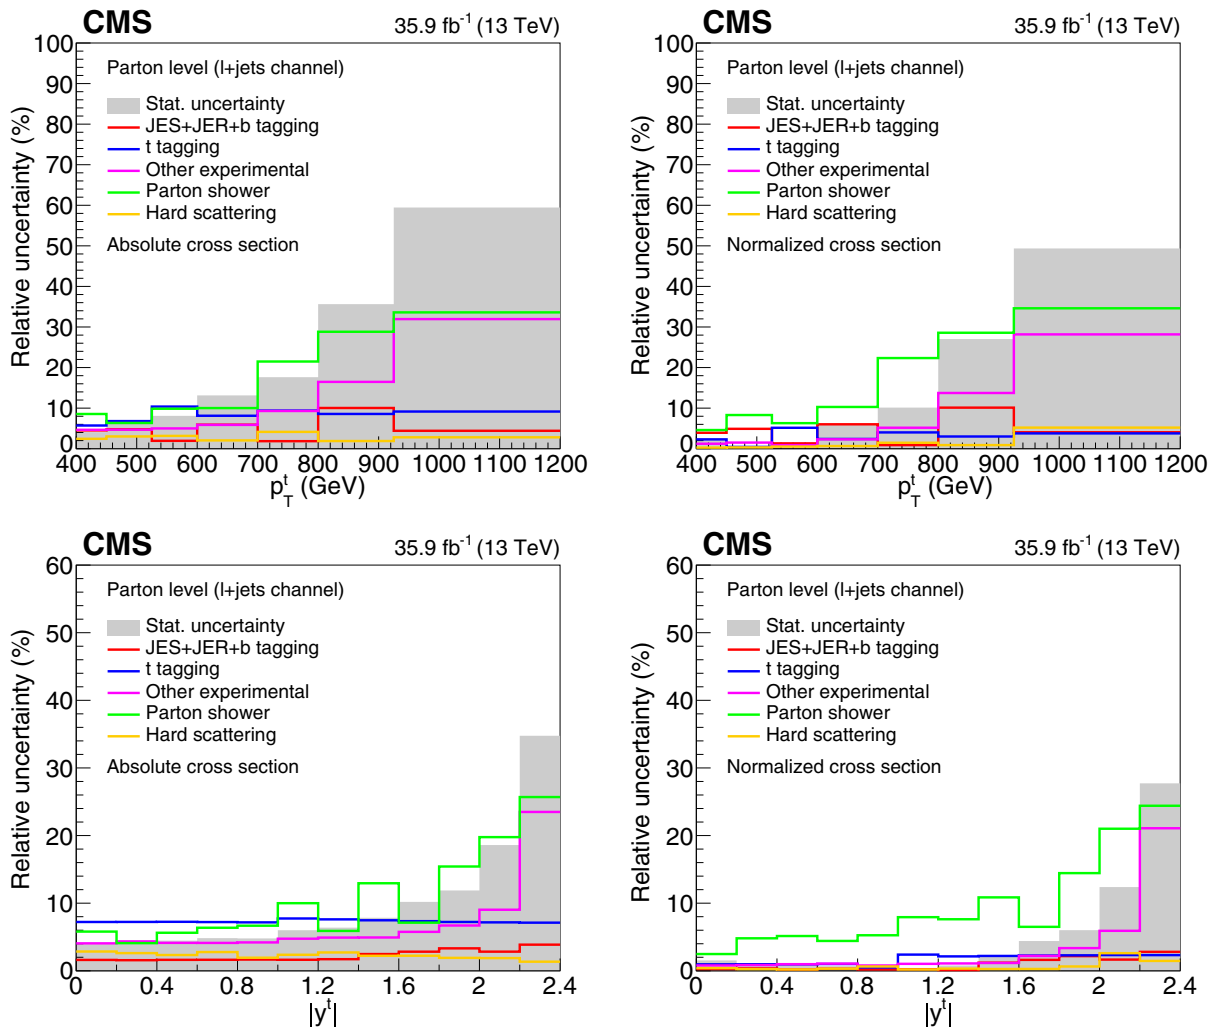 CMS 35.9 fb⁻¹ (13 TeV)
Relative uncertainty (%)
100
90
80
70
60
50
40
30
20
10
0
Parton level (l+jets channel)
Stat. uncertainty
JES+JER+b tagging
t tagging
Other experimental
Parton shower
Hard scattering
Absolute cross section
400 500 600 700 800 900 1000 1100 1200
p_T^t (GeV)
CMS 35.9 fb⁻¹ (13 TeV)
Relative uncertainty (%)
100
90
80
70
60
50
40
30
20
10
0
Parton level (l+jets channel)
Stat. uncertainty
JES+JER+b tagging
t tagging
Other experimental
Parton shower
Hard scattering
Normalized cross section
400 500 600 700 800 900 1000 1100 1200
p_T^t (GeV)
CMS 35.9 fb⁻¹ (13 TeV)
Relative uncertainty (%)
60
50
40
30
20
10
0
Parton level (l+jets channel)
Stat. uncertainty
JES+JER+b tagging
t tagging
Other experimental
Parton shower
Hard scattering
Absolute cross section
0 0.4 0.8 1.2 1.6 2 2.4
|y^t|
CMS 35.9 fb⁻¹ (13 TeV)
Relative uncertainty (%)
60
50
40
30
20
10
0
Parton level (l+jets channel)
Stat. uncertainty
JES+JER+b tagging
t tagging
Other experimental
Parton shower
Hard scattering
Normalized cross section
0 0.4 0.8 1.2 1.6 2 2.4
|y^t|